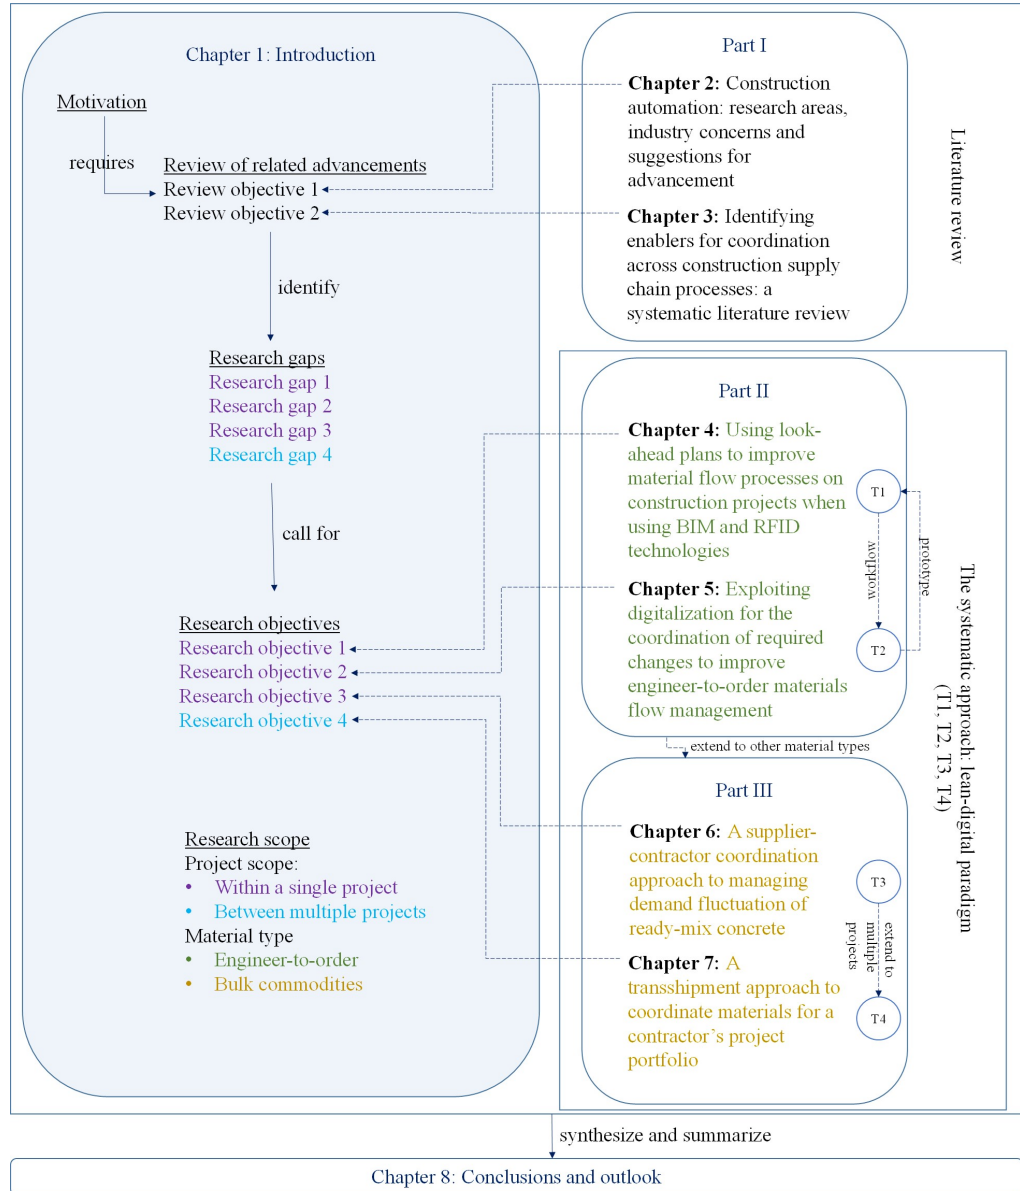 Chapter 1: Introduction
Motivation
requires
Review of related advancements
Review objective 1
Review objective 2
identify
Research gaps
Research gap 1
Research gap 2
Research gap 3
Research gap 4
call for
Research objectives
Research objective 1
Research objective 2
Research objective 3
Research objective 4
Research scope
Project scope:
• Within a single project
• Between multiple projects
Material type
• Engineer-to-order
• Bulk commodities
Part I
Chapter 2: Construction
automation: research areas,
industry concerns and
suggestions for
advancement
Chapter 3: Identifying
enablers for coordination
across construction supply
chain processes: a
systematic literature review
Literature review
Part II
Chapter 4: Using look-
ahead plans to improve
material flow processes on
construction projects when
using BIM and RFID
technologies
Chapter 5: Exploiting
digitalization for the
coordination of required
changes to improve
engineer-to-order materials
flow management
T1
workflow
prototype
T2
extend to other material types
Part III
Chapter 6: A supplier-
contractor coordination
approach to managing
demand fluctuation of
ready-mix concrete
Chapter 7: A
transshipment approach to
coordinate materials for a
contractor’s project
portfolio
T3
extend to
multiple
projects
T4
The systematic approach: lean-digital paradigm
(T1, T2, T3, T4)
synthesize and summarize
Chapter 8: Conclusions and outlook